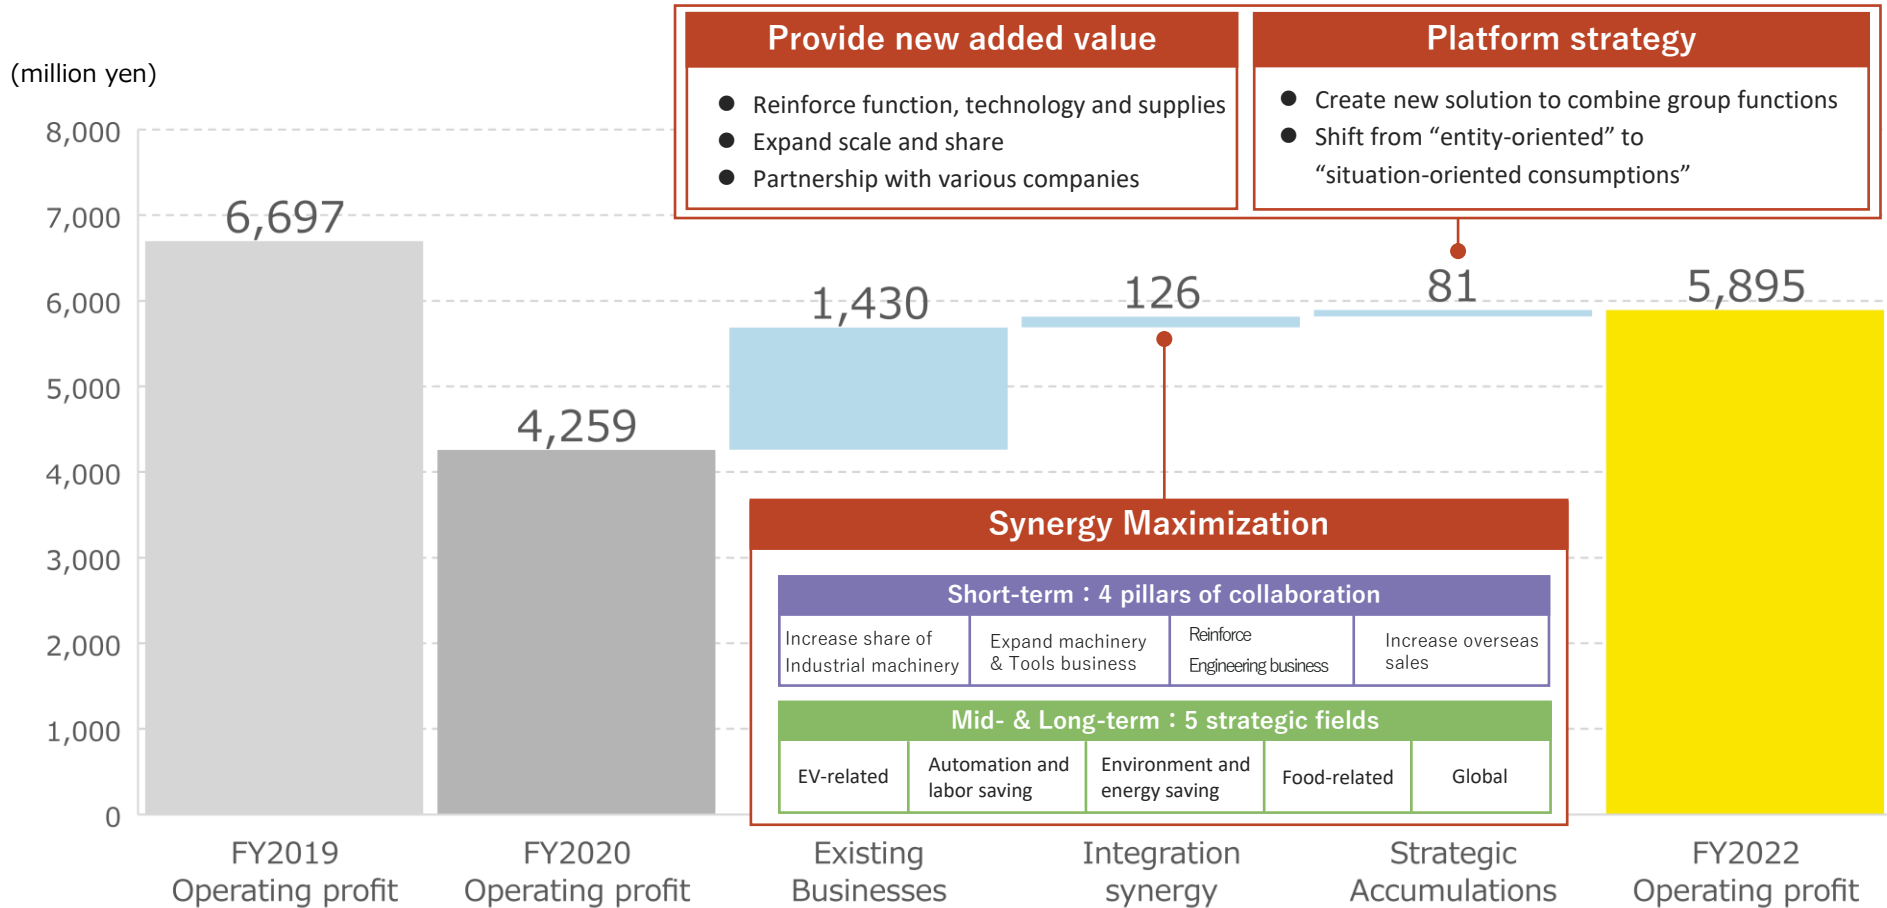 (million yen)
Provide new added value
● Reinforce function, technology and supplies
● Expand scale and share
● Partnership with various companies
Platform strategy
● Create new solution to combine group functions
● Shift from “entity-oriented” to
“situation-oriented consumptions”
8,000
7,000
6,000
5,000
4,000
3,000
2,000
1,000
0
6,697
4,259
1,430
126
81
5,895
Synergy Maximization
Short-term：4 pillars of collaboration
Increase share of
Industrial machinery
Expand machinery
& Tools business
Reinforce
Engineering business
Increase overseas
sales
Mid- & Long-term：5 strategic fields
EV-related
Automation and
labor saving
Environment and
energy saving
Food-related
Global
FY2019
Operating profit
FY2020
Operating profit
Existing
Businesses
Integration
synergy
Strategic
Accumulations
FY2022
Operating profit